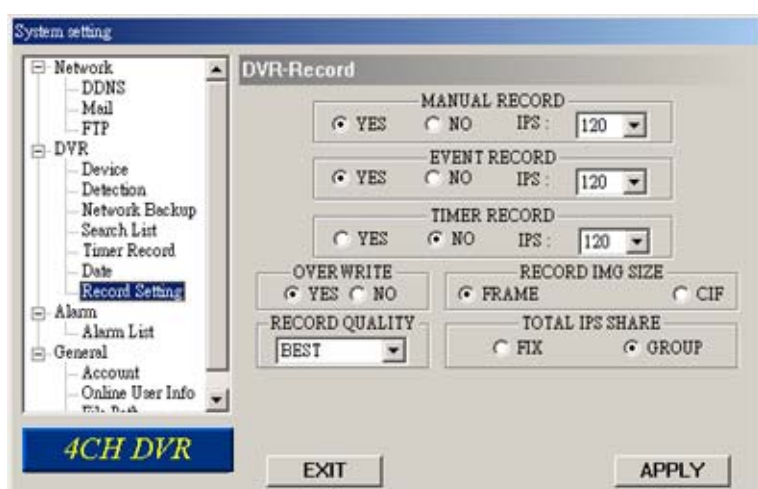 System setting
Network
DDNS
Mail
FTP
DVR
Device
Detection
Network Backup
Search List
Timer Record
Date
Record Setting
Alarm
Alarm List
General
Account
Online User Info
File Path
4CH DVR
DVR-Record
MANUAL RECORD
YES NO IPS : 120
EVENT RECORD
YES NO IPS : 120
TIMER RECORD
YES NO IPS : 120
OVERWRITE
YES NO
RECORD IMG SIZE
FRAME CIF
RECORD QUALITY
BEST
TOTAL IPS SHARE
FIX GROUP
EXIT APPLY